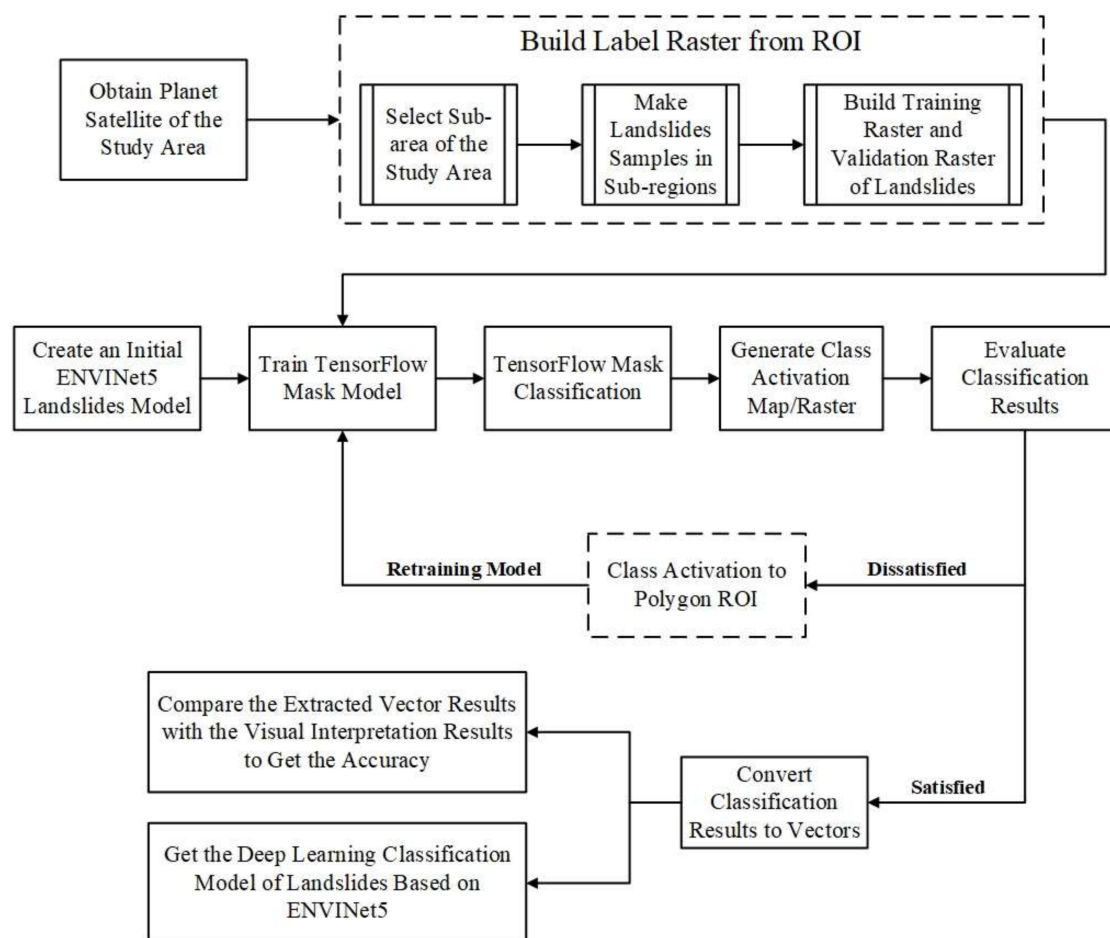 Build Label Raster from ROI
Obtain Planet
Satellite of the
Study Area
Select Sub-
area of the
Study Area
Make
Landslides
Samples in
Sub-regions
Build Training
Raster and
Validation Raster
of Landslides
Create an Initial
ENVINet5
Landslides Model
Train TensorFlow
Mask Model
TensorFlow Mask
Classification
Generate Class
Activation
Map/Raster
Evaluate
Classification
Results
Retraining Model
Class Activation to
Polygon ROI
Dissatisfied
Compare the Extracted Vector Results
with the Visual Interpretation Results
to Get the Accuracy
Convert
Classification
Results to Vectors
Satisfied
Get the Deep Learning Classification
Model of Landslides Based on
ENVINet5